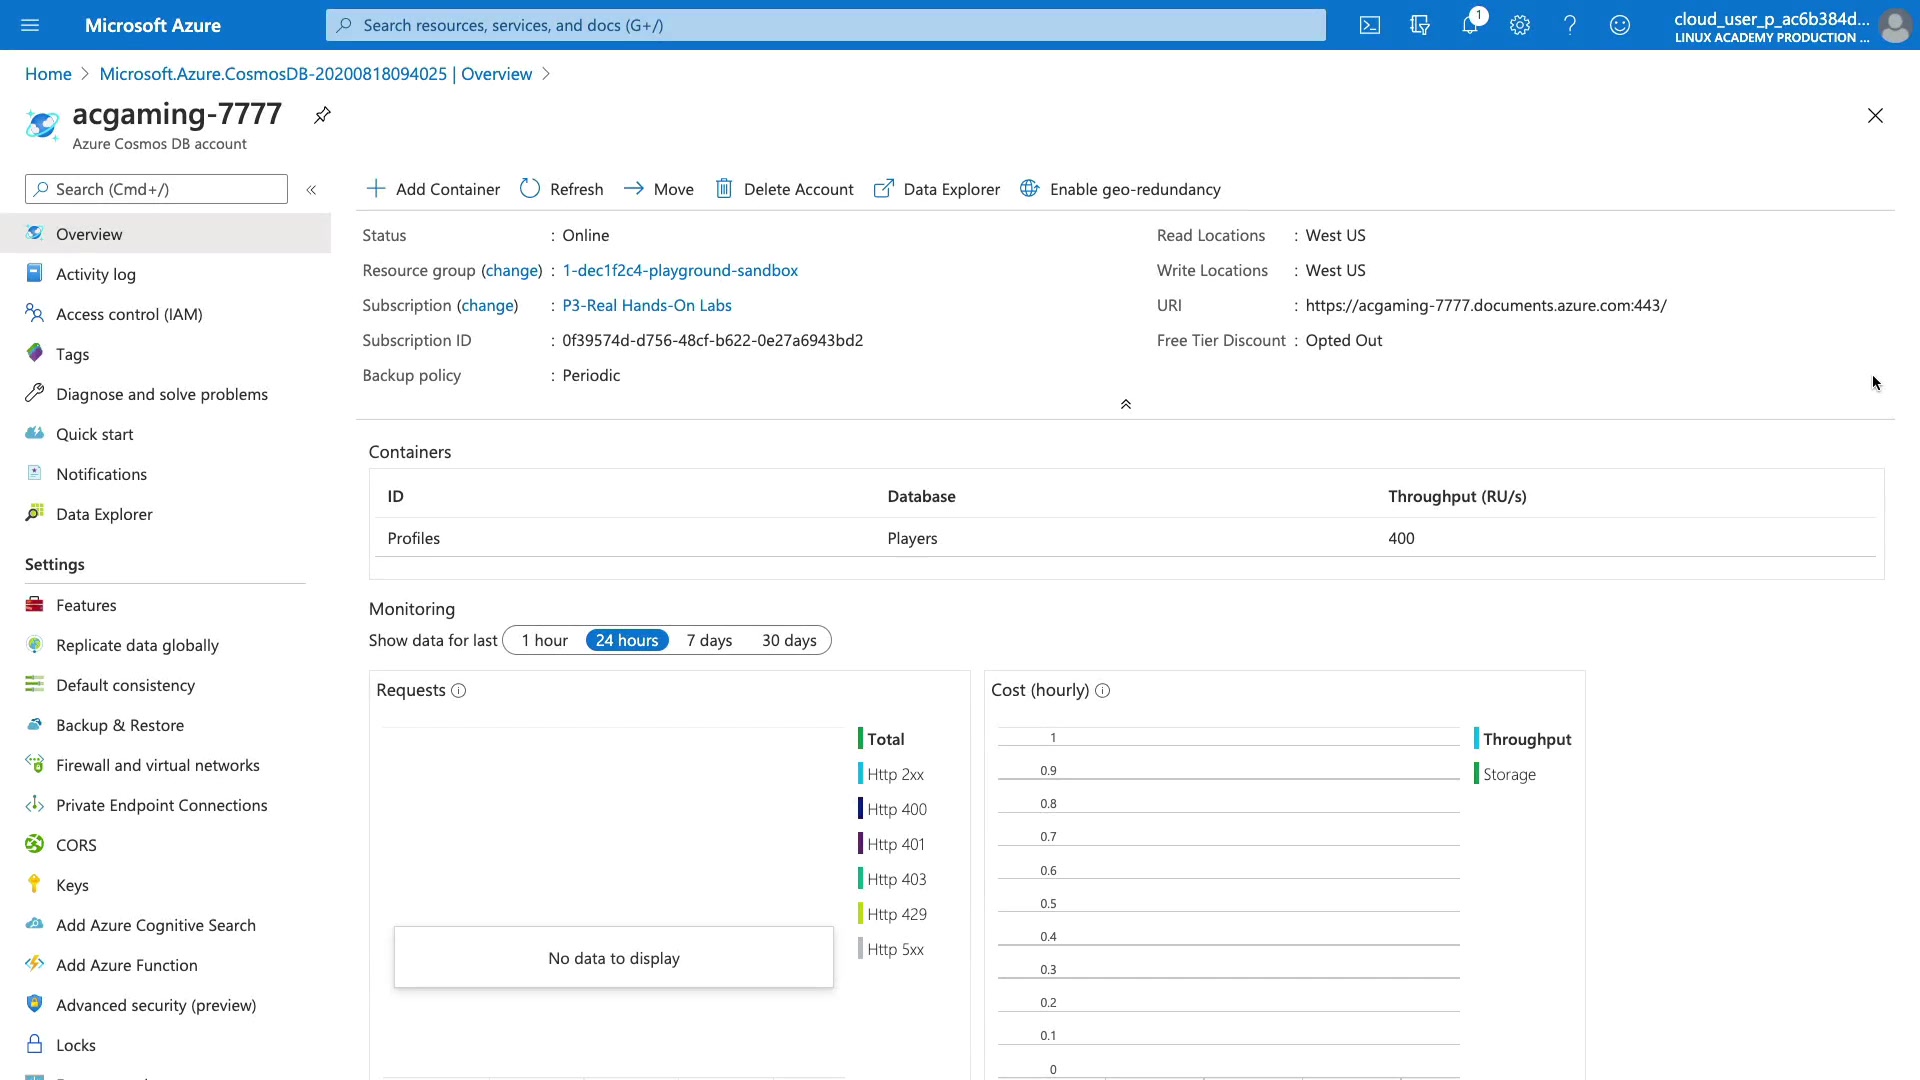 Microsoft Azure
Search resources, services, and docs (G+/)
1
cloud_user_p_ac6b384d...
LINUX ACADEMY PRODUCTION ...
Home > Microsoft.Azure.CosmosDB-20200818094025 | Overview >
acgaming-7777
Azure Cosmos DB account
Search (Cmd+/)
«
Add Container
Refresh
Move
Delete Account
Data Explorer
Enable geo-redundancy
Overview
Activity log
Access control (IAM)
Tags
Diagnose and solve problems
Quick start
Notifications
Data Explorer
Settings
Features
Replicate data globally
Default consistency
Backup & Restore
Firewall and virtual networks
Private Endpoint Connections
CORS
Keys
Add Azure Cognitive Search
Add Azure Function
Advanced security (preview)
Locks
Status : Online
Resource group (change) : 1-dec1f2c4-playground-sandbox
Subscription (change) : P3-Real Hands-On Labs
Subscription ID : 0f39574d-d756-48cf-b622-0e27a6943bd2
Backup policy : Periodic
Read Locations : West US
Write Locations : West US
URI : https://acgaming-7777.documents.azure.com:443/
Free Tier Discount : Opted Out
Containers
ID Database Throughput (RU/s)
Profiles Players 400
Monitoring
Show data for last 1 hour 24 hours 7 days 30 days
Requests
Total
Http 2xx
Http 400
Http 401
Http 403
Http 429
Http 5xx
No data to display
Cost (hourly)
1
0.9
0.8
0.7
0.6
0.5
0.4
0.3
0.2
0.1
0
Throughput
Storage